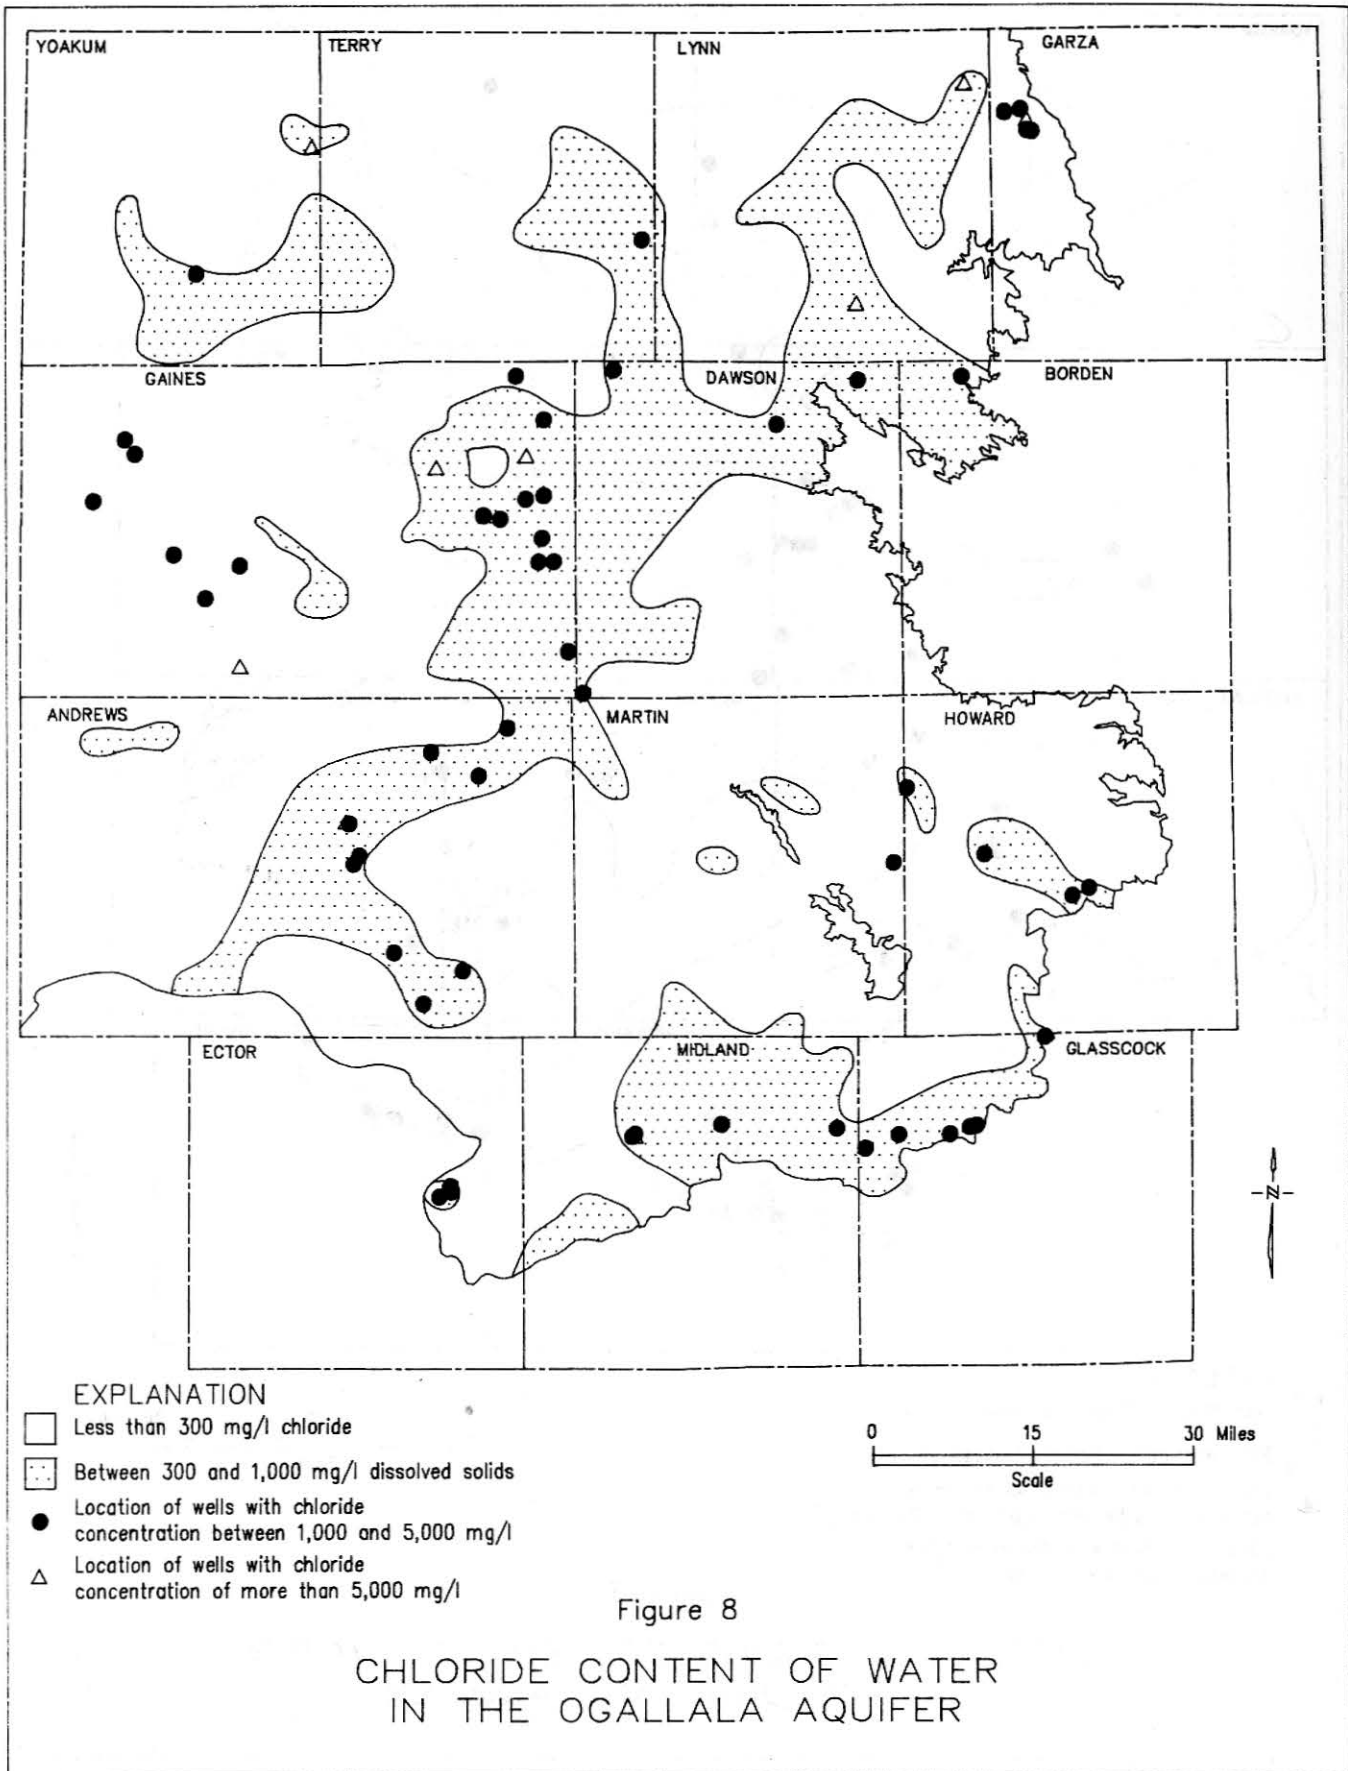 YOAKUM
TERRY
LYNN
GARZA
GAINES
DAWSON
BORDEN
ANDREWS
MARTIN
HOWARD
ECTOR
MIDLAND
GLASSCOCK
N
EXPLANATION
Less than 300 mg/l chloride
Between 300 and 1,000 mg/l dissolved solids
Location of wells with chloride
concentration between 1,000 and 5,000 mg/l
Location of wells with chloride
concentration of more than 5,000 mg/l
0 15 30 Miles
Scale
Figure 8
CHLORIDE CONTENT OF WATER
IN THE OGALLALA AQUIFER